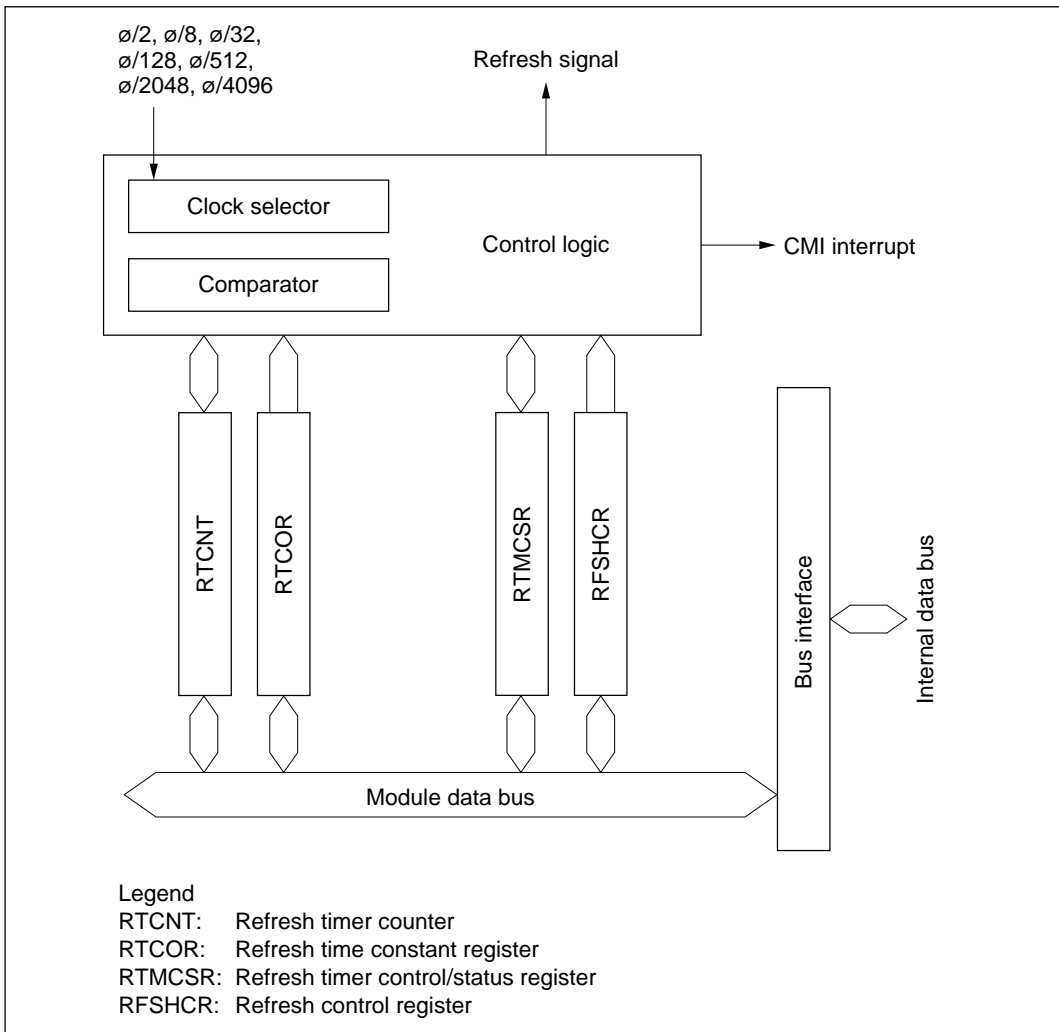 ø/2, ø/8, ø/32,
ø/128, ø/512,
ø/2048, ø/4096
Refresh signal
Clock selector
Control logic
CMI interrupt
Comparator
RTCNT
RTCOR
RTMCSR
RFSHCR
Bus interface
Internal data bus
Module data bus
Legend
RTCNT: Refresh timer counter
RTCOR: Refresh time constant register
RTMCSR: Refresh timer control/status register
RFSHCR: Refresh control register